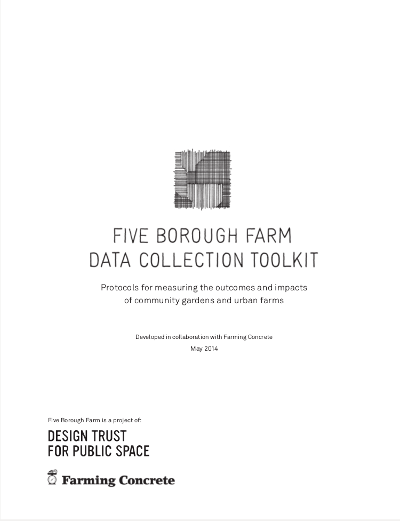 FIVE BOROUGH FARM
DATA COLLECTION TOOLKIT
Protocols for measuring the outcomes and impacts
of community gardens and urban farms
Developed in collaboration with Farming Concrete
May 2014
Five Borough Farm is a project of:
DESIGN TRUST
FOR PUBLIC SPACE
Farming Concrete